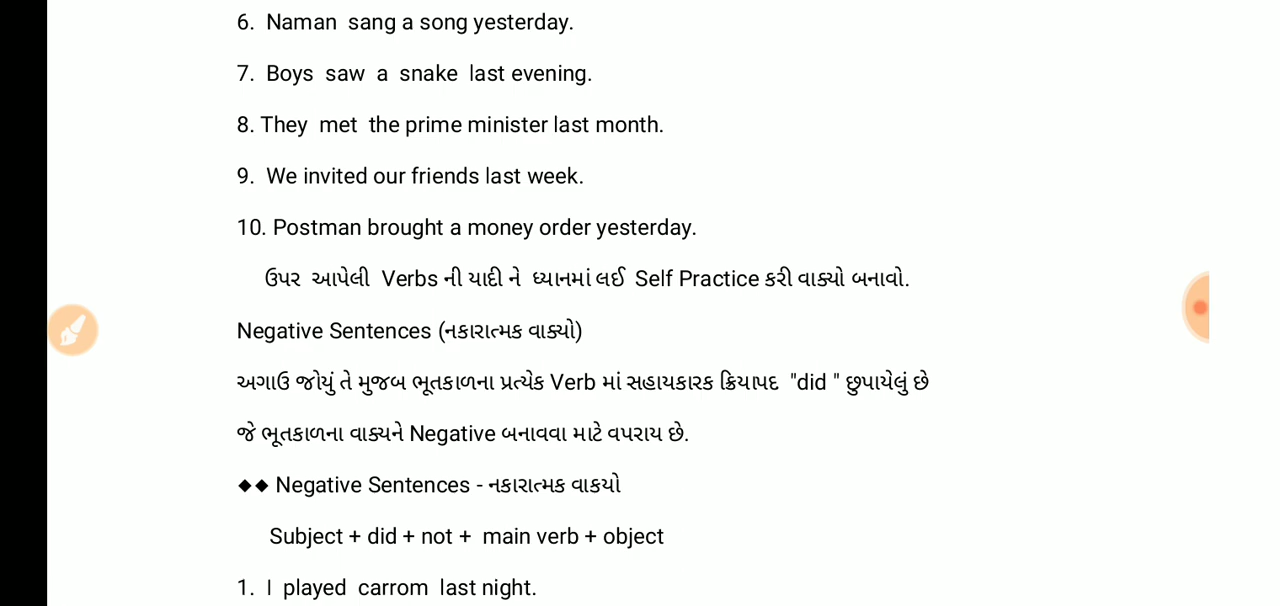 6. Naman sang a song yesterday.
7. Boys saw a snake last evening.
8. They met the prime minister last month.
9. We invited our friends last week.
10. Postman brought a money order yesterday.
ઉપર આપેલી Verbs ની યાદી ને ધ્યાનમાં લઈ Self Practice કરી વાક્યો બનાવો.
Negative Sentences (નકારાત્મક વાક્યો)
અગાઉ જોયું તે મુજબ ભૂતકાળના પ્રત્યેક Verb માં સહાયકારક ક્રિયાપદ "did " છુપાયેલું છે
જે ભૂતકાળના વાક્યને Negative બનાવવા માટે વપરાય છે.
◆◆ Negative Sentences - નકારાત્મક વાકયો
Subject + did + not + main verb + object
1. I played carrom last night.